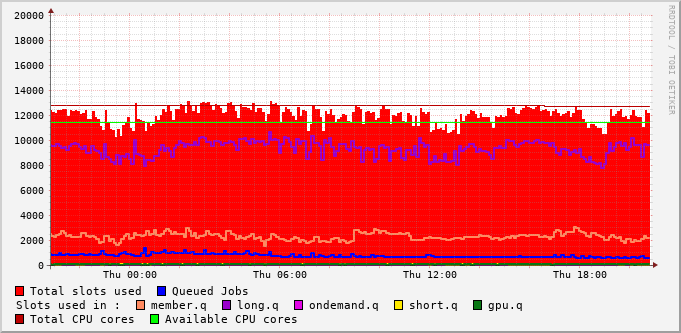 20000
18000
16000
14000
12000
10000
8000
6000
4000
2000
0
Thu 00:00 Thu 06:00 Thu 12:00 Thu 18:00
RRDTOOL / TOBI OETIKER
Total slots used Queued Jobs
Slots used in : member.q long.q ondemand.q short.q gpu.q
Total CPU cores Available CPU cores